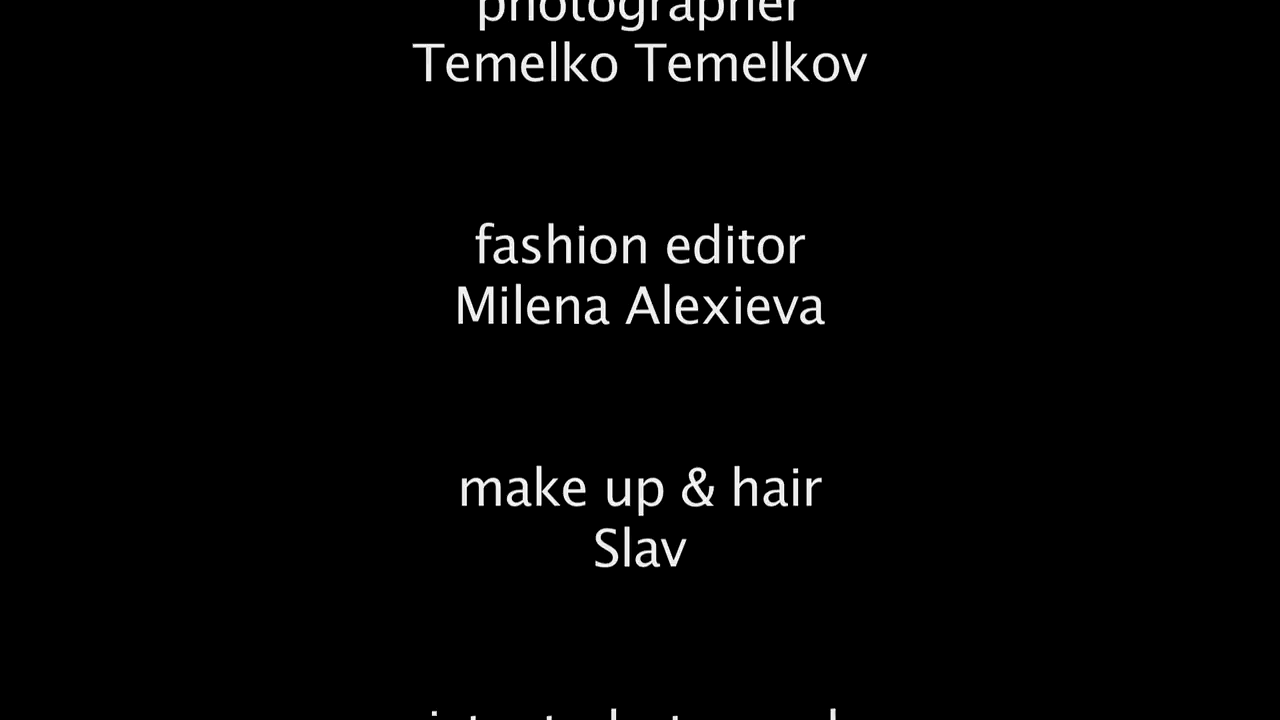 photographer
Temelko Temelkov
fashion editor
Milena Alexieva
make up & hair
Slav